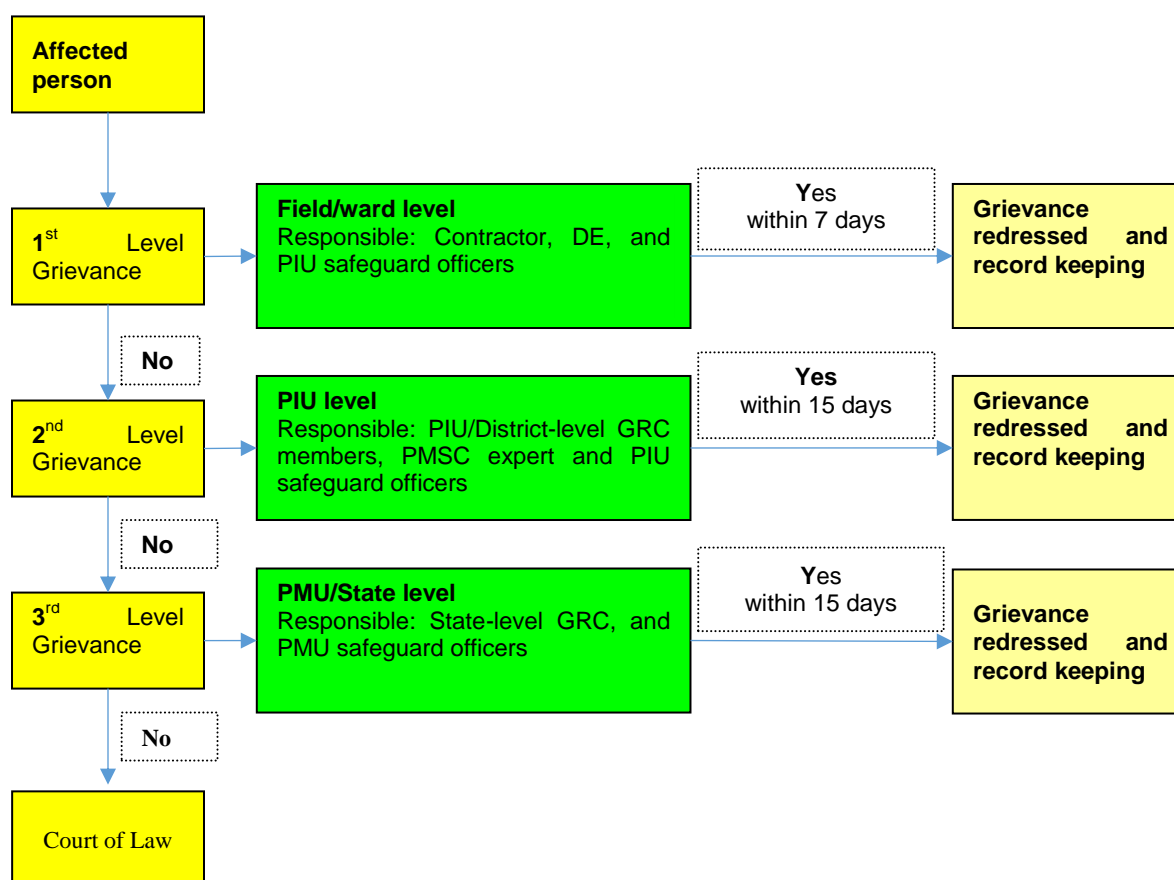 Affected
person
1st Level
Grievance
Field/ward level
Responsible: Contractor, DE, and
PIU safeguard officers
Yes
within 7 days
Grievance
redressed and
record keeping
No
2nd Level
Grievance
PIU level
Responsible: PIU/District-level GRC
members, PMSC expert and PIU
safeguard officers
Yes
within 15 days
Grievance
redressed and
record keeping
No
3rd Level
Grievance
PMU/State level
Responsible: State-level GRC, and
PMU safeguard officers
Yes
within 15 days
Grievance
redressed and
record keeping
No
Court of Law